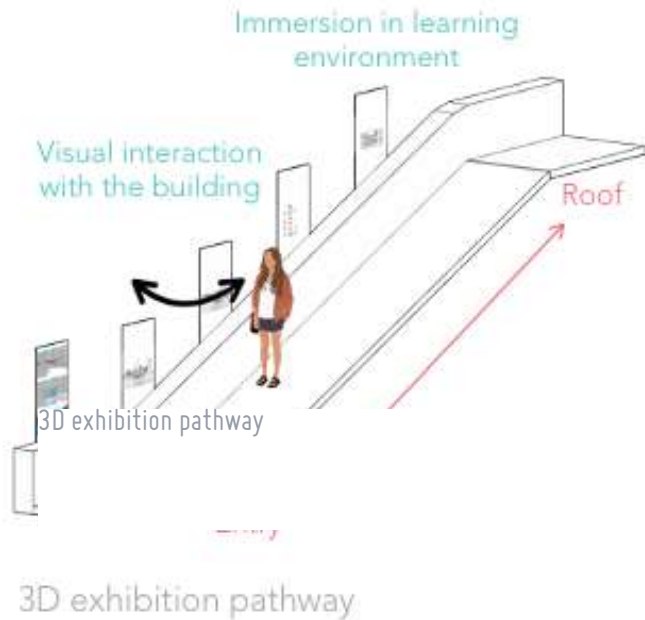 Immersion in learning
environment
Visual interaction
with the building
Roof
3D exhibition pathway
3D exhibition pathway